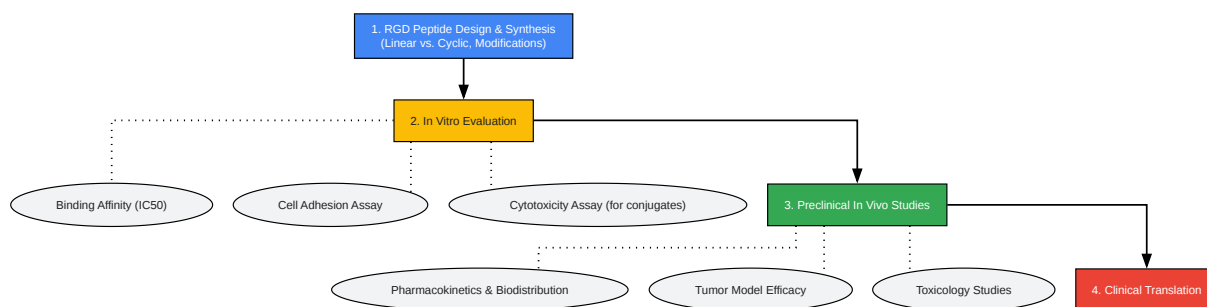 1. RGD Peptide Design & Synthesis
(Linear vs. Cyclic, Modifications)
2. In Vitro Evaluation
Binding Affinity (IC50)
Cell Adhesion Assay
Cytotoxicity Assay (for conjugates)
3. Preclinical In Vivo Studies
Pharmacokinetics & Biodistribution
Tumor Model Efficacy
Toxicology Studies
4. Clinical Translation